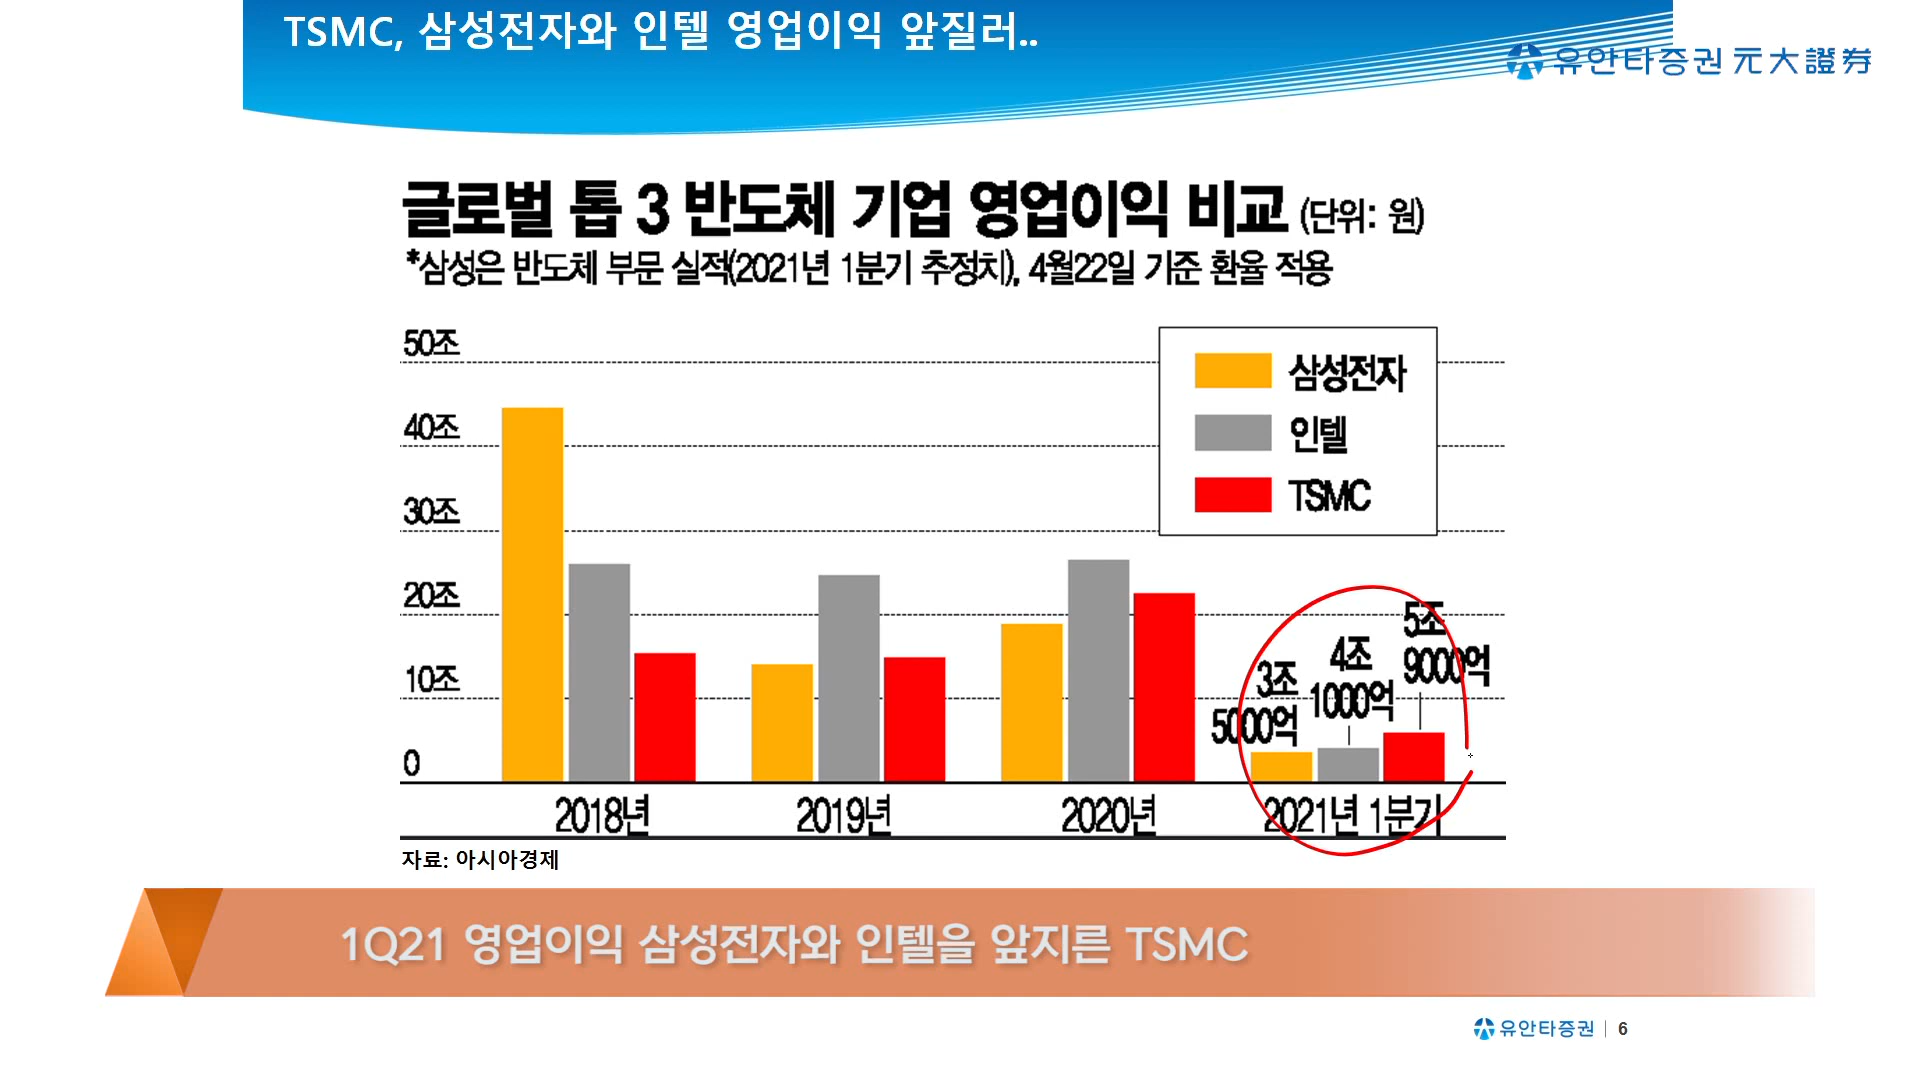 TSMC, 삼성전자와 인텔 영업이익 앞질러..
유안타증권 元大證券
글로벌 톱 3 반도체 기업 영업이익 비교 (단위: 원)
*삼성은 반도체 부문 실적(2021년 1분기 추정치), 4월22일 기준 환율 적용
50조
40조
30조
20조
10조
0
삼성전자
인텔
TSMC
3조
5000억
4조
1000억
5조
9000억
2018년
2019년
2020년
2021년 1분기
자료: 아시아경제
1Q21 영업이익 삼성전자와 인텔을 앞지른 TSMC
유안타증권 | 6